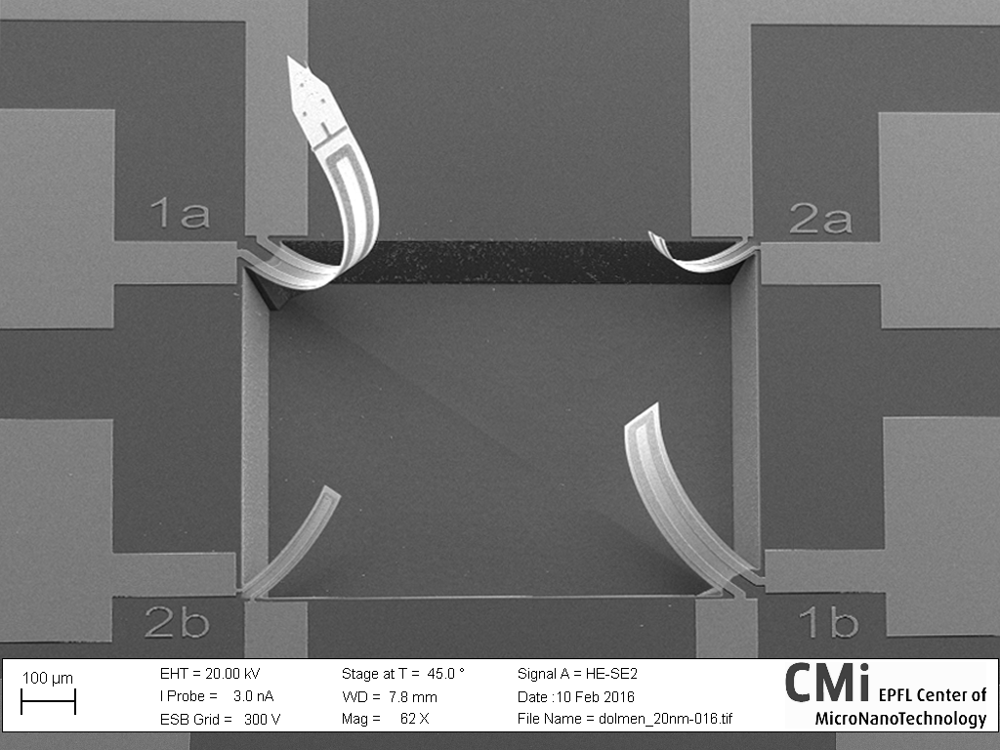 1a
2a
2b
1b
100 µm
EHT = 20.00 kV
I Probe = 3.0 nA
ESB Grid = 300 V
Stage at T = 45.0 °
WD = 7.8 mm
Mag = 62 X
Signal A = HE-SE2
Date :10 Feb 2016
File Name = dolmen_20nm-016.tif
CMi EPFL Center of
MicroNanoTechnology